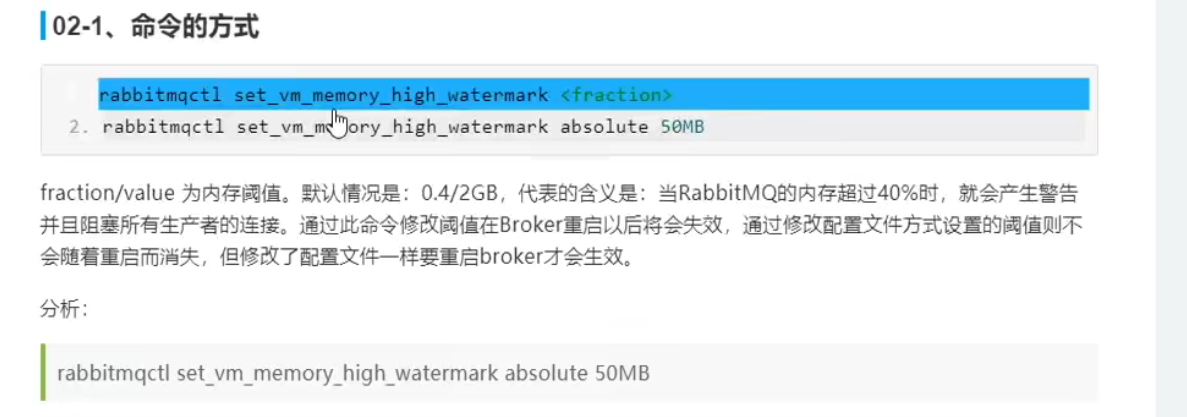 02-1、命令的方式
rabbitmqctl set_vm_memory_high_watermark <fraction>
2. rabbitmqctl set_vm_memory_high_watermark absolute 50MB
fraction/value 为内存阈值。默认情况是：0.4/2GB，代表的含义是：当RabbitMQ的内存超过40%时，就会产生警告
并且阻塞所有生产者的连接。通过此命令修改阈值在Broker重启以后将会失效，通过修改配置文件方式设置的阈值则不
会随着重启而消失，但修改了配置文件一样要重启broker才会生效。
分析：
rabbitmqctl set_vm_memory_high_watermark absolute 50MB